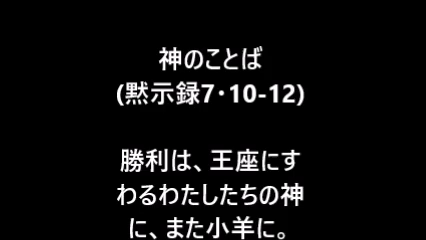 神のことば
(黙示録7・10-12)
勝利は、王座にす
わるわたしたちの神
に、また小羊に。